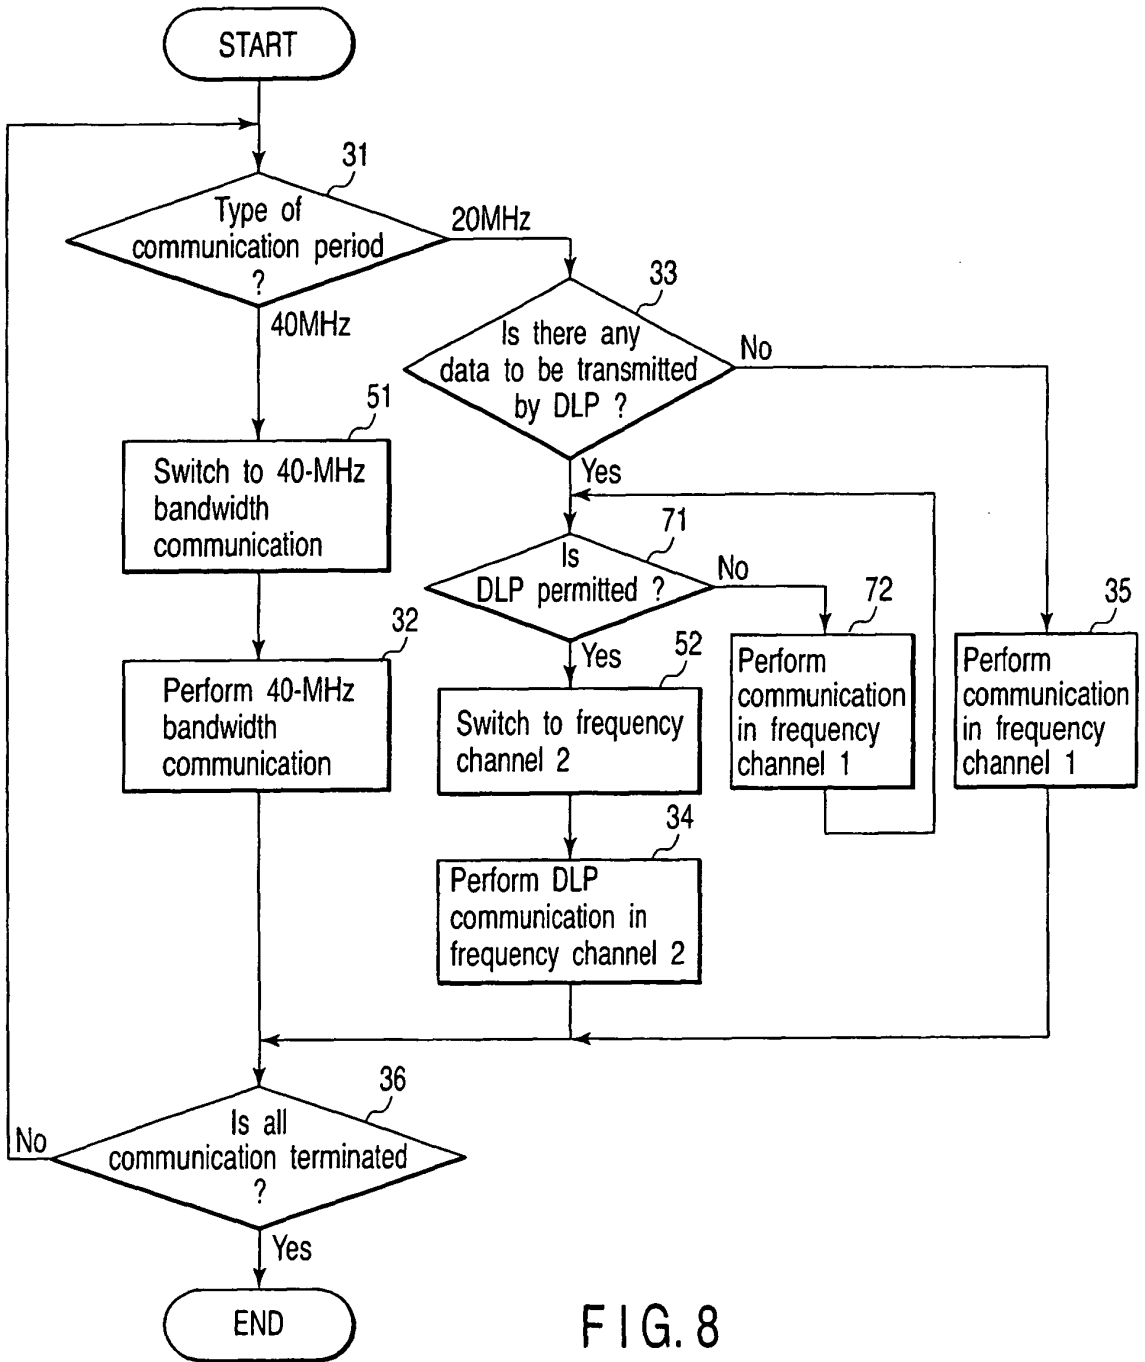 START
31
Type of
communication period
?
20MHz
40MHz
33
Is there any
data to be transmitted
by DLP ?
No
Yes
51
Switch to 40-MHz
bandwidth
communication
71
Is
DLP permitted ?
No
Yes
72
Perform
communication
in frequency
channel 1
35
Perform
communication
in frequency
channel 1
32
Perform 40-MHz
bandwidth
communication
52
Switch to frequency
channel 2
34
Perform DLP
communication in
frequency channel 2
36
Is all
communication terminated
?
No
Yes
END
FIG. 8